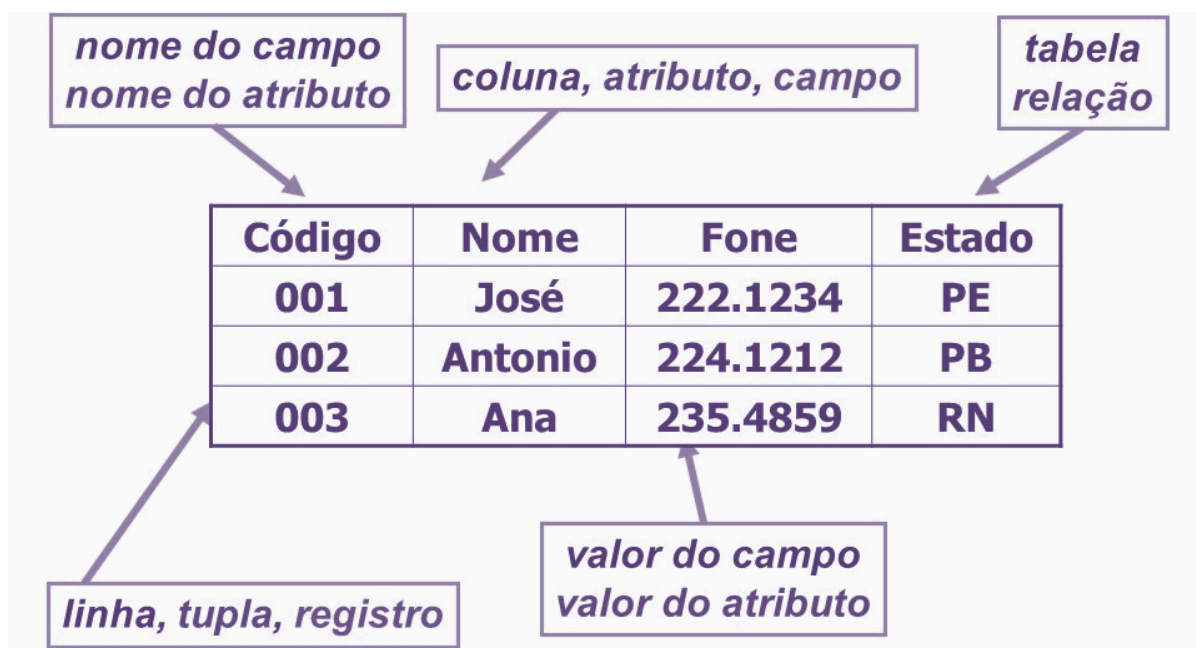 nome do campo
nome do atributo
coluna, atributo, campo
tabela
relação
Código Nome Fone Estado
001 José 222.1234 PE
002 Antonio 224.1212 PB
003 Ana 235.4859 RN
linha, tupla, registro
valor do campo
valor do atributo